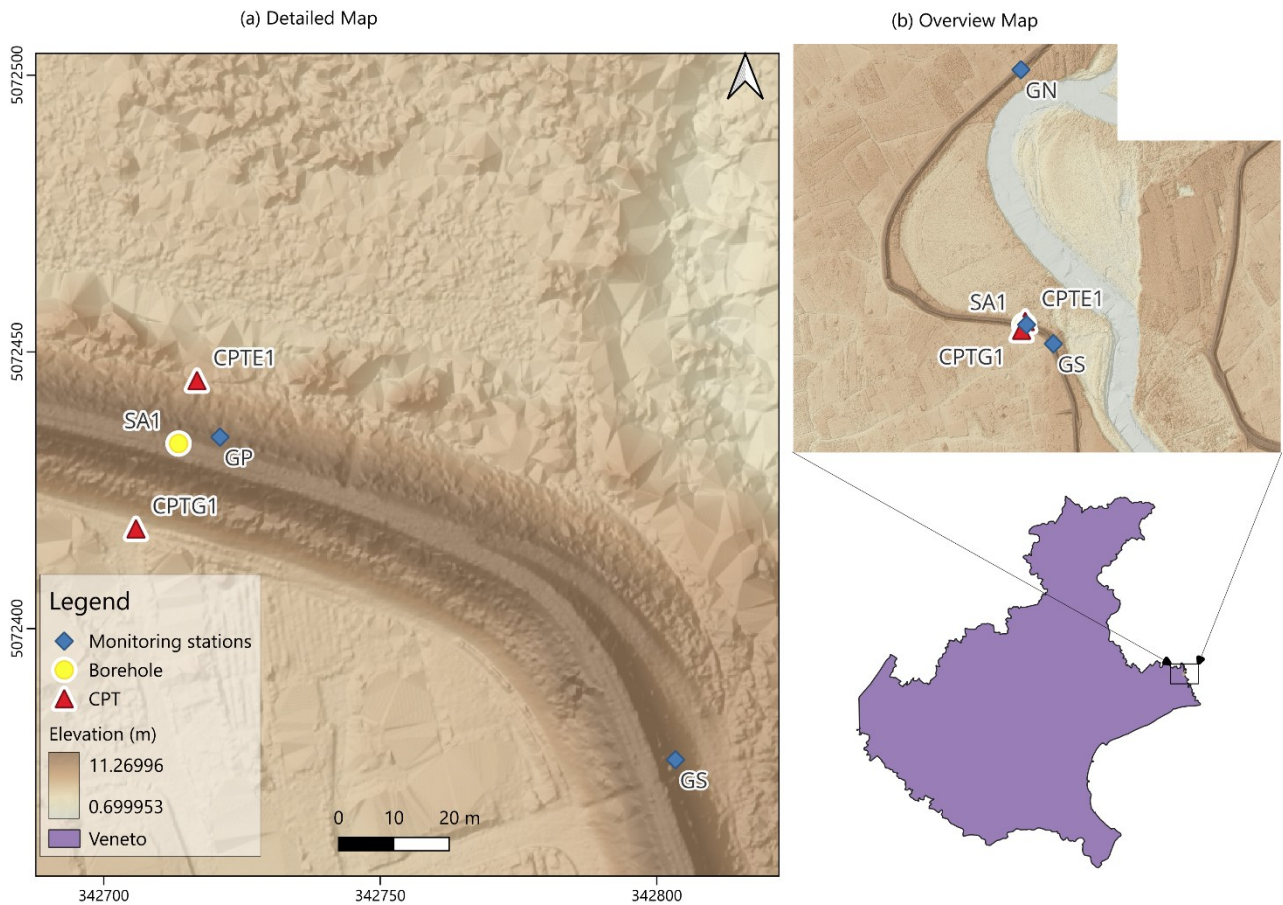 (a) Detailed Map
5072500
5072450
5072400
CPTE1
SA1
GP
CPTG1
GS
Legend
Monitoring stations
Borehole
CPT
Elevation (m)
11.26996
0.699953
Veneto
0 10 20 m
342700 342750 342800
(b) Overview Map
GN
SA1 CPTE1
CPTG1 GS